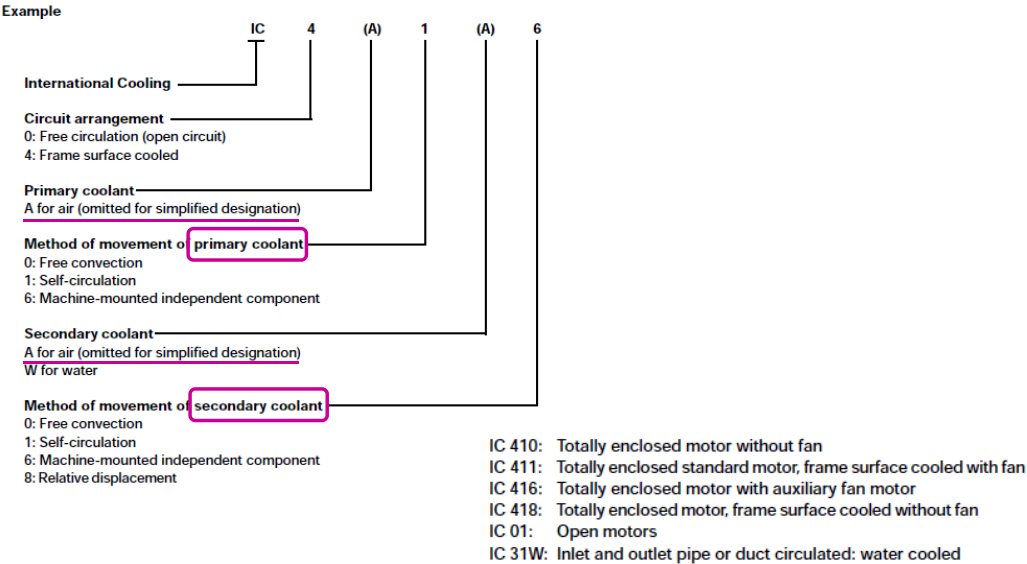 Example
IC 4 (A) 1 (A) 6
International Cooling
Circuit arrangement
0: Free circulation (open circuit)
4: Frame surface cooled
Primary coolant
A for air (omitted for simplified designation)
Method of movement of primary coolant
0: Free convection
1: Self-circulation
6: Machine-mounted independent component
Secondary coolant
A for air (omitted for simplified designation)
W for water
Method of movement of secondary coolant
0: Free convection
1: Self-circulation
6: Machine-mounted independent component
8: Relative displacement
IC 410: Totally enclosed motor without fan
IC 411: Totally enclosed standard motor, frame surface cooled with fan
IC 416: Totally enclosed motor with auxiliary fan motor
IC 418: Totally enclosed motor, frame surface cooled without fan
IC 01: Open motors
IC 31W: Inlet and outlet pipe or duct circulated: water cooled